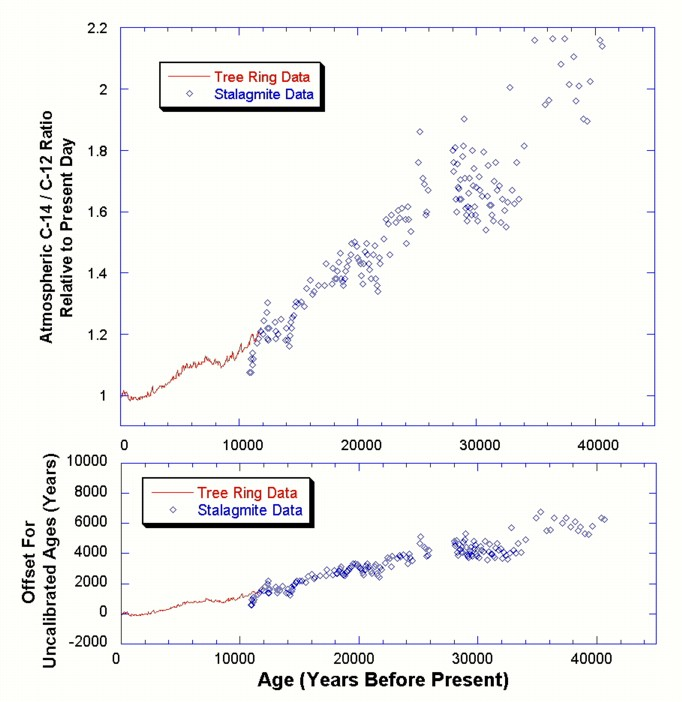 2.2
2
1.8
1.6
1.4
1.2
1
Atmospheric C-14 / C-12 Ratio
Relative to Present Day
Tree Ring Data
Stalagmite Data
0
10000
20000
30000
40000
10000
8000
6000
4000
2000
0
-2000
Offset For
Uncalibrated Ages (Years)
Tree Ring Data
Stalagmite Data
0
10000
20000
30000
40000
Age (Years Before Present)